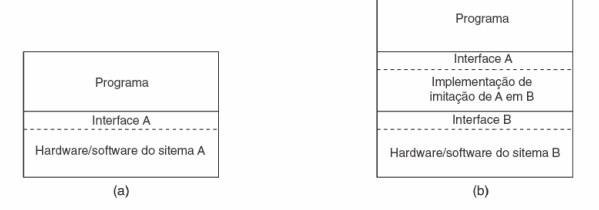 Programa
Interface A
Hardware/software do sitema A
(a)
Programa
Interface A
Implementação de
imitação de A em B
Interface B
Hardware/software do sitema B
(b)